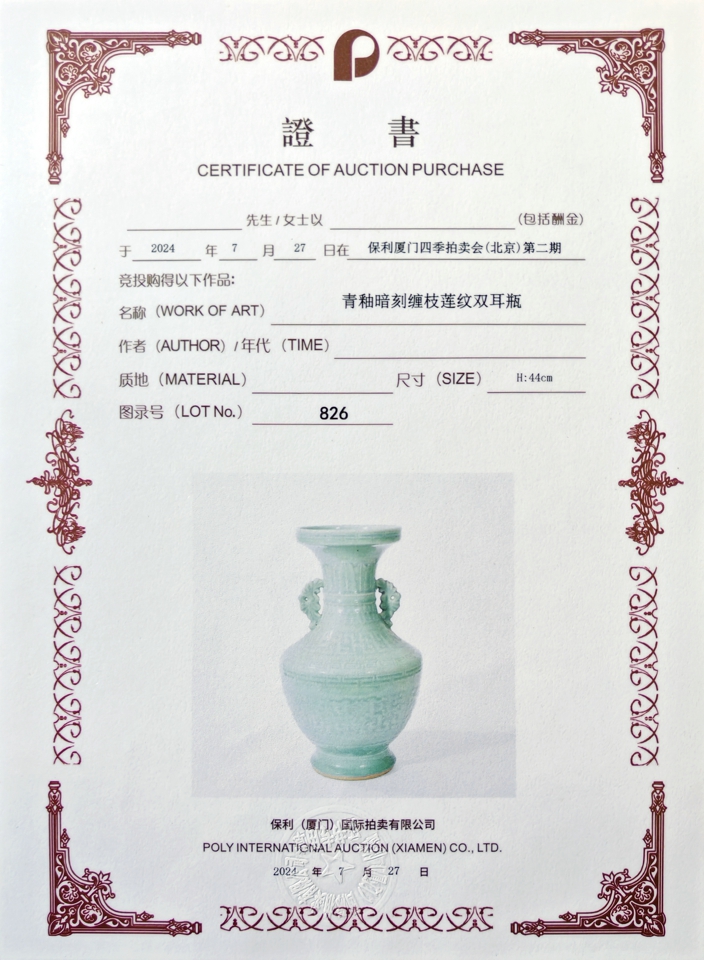 證書
CERTIFICATE OF AUCTION PURCHASE
先生/女士以 (包括酬金)
于 2024 年 7 月 27 日在 保利厦门四季拍卖会(北京)第二期
竞投购得以下作品:
名称 (WORK OF ART) 青釉暗刻缠枝莲纹双耳瓶
作者 (AUTHOR) / 年代 (TIME)
质地 (MATERIAL) 尺寸 (SIZE) H:44cm
图录号 (LOT No.) 826
保利（厦门）国际拍卖有限公司
POLY INTERNATIONAL AUCTION (XIAMEN) CO., LTD.
2024 年 7 月 27 日